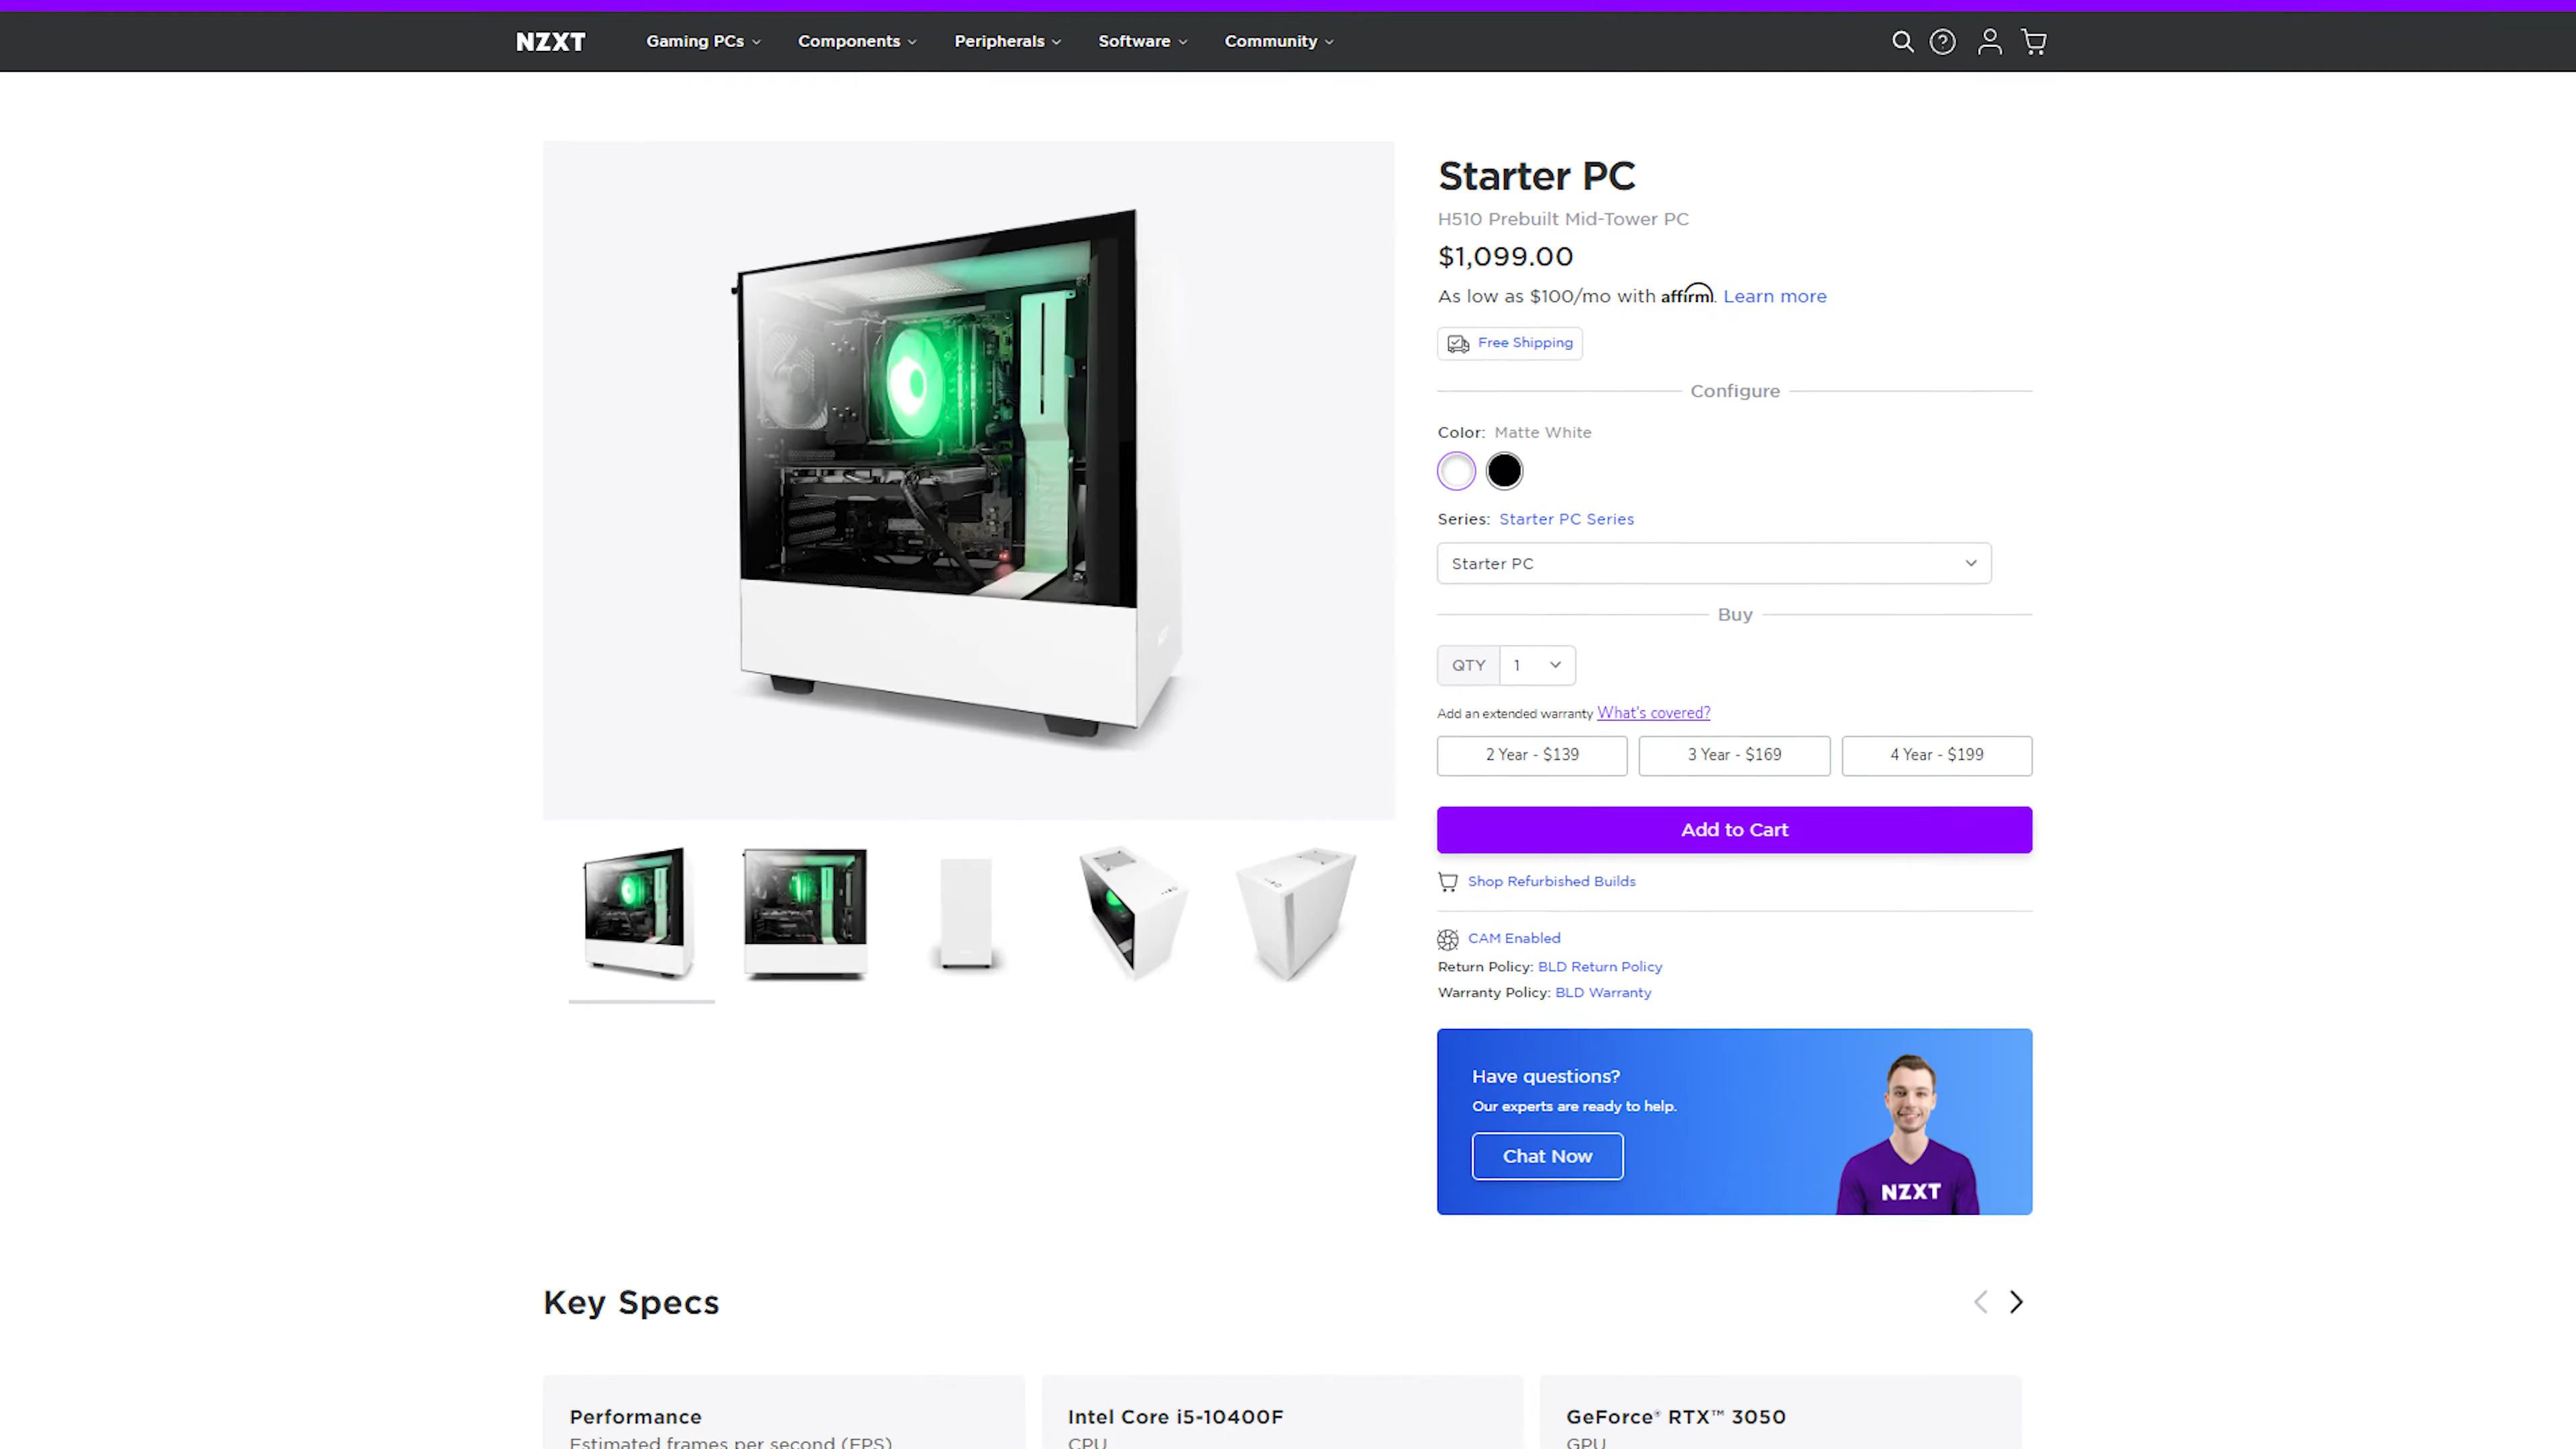 NZXT
Gaming PCs
Components
Peripherals
Software
Community
Starter PC
H510 Prebuilt Mid-Tower PC
$1,099.00
As low as $100/mo with affirm. Learn more
Free Shipping
Configure
Color: Matte White
Series: Starter PC Series
Starter PC
Buy
QTY 1
Add an extended warranty What's covered?
2 Year - $139
3 Year - $169
4 Year - $199
Add to Cart
Shop Refurbished Builds
CAM Enabled
Return Policy: BLD Return Policy
Warranty Policy: BLD Warranty
Have questions?
Our experts are ready to help.
Chat Now
NZXT
Key Specs
Performance
Estimated frames per second (FPS)
Intel Core i5-10400F
CPU
GeForce® RTX™ 3050
GPU